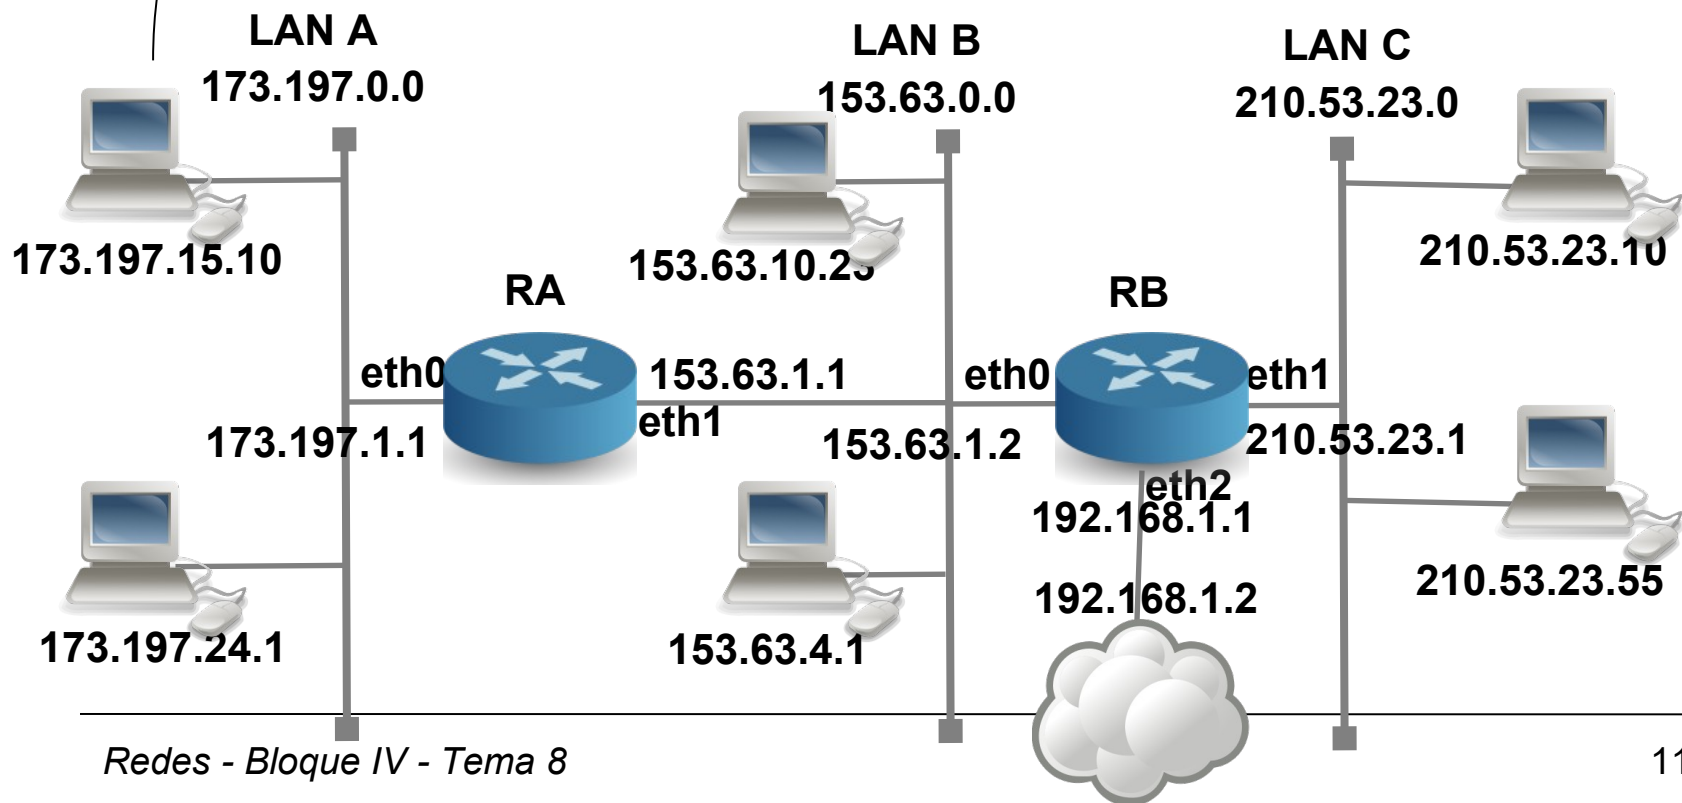 LAN A
173.197.0.0
LAN B
153.63.0.0
LAN C
210.53.23.0
173.197.15.10
153.63.10.23
210.53.23.10
RA
RB
eth0
153.63.1.1
eth1
173.197.1.1
eth0
153.63.1.2
eth1
210.53.23.1
eth2
192.168.1.1
192.168.1.2
173.197.24.1
153.63.4.1
210.53.23.55
Redes - Bloque IV - Tema 8
11